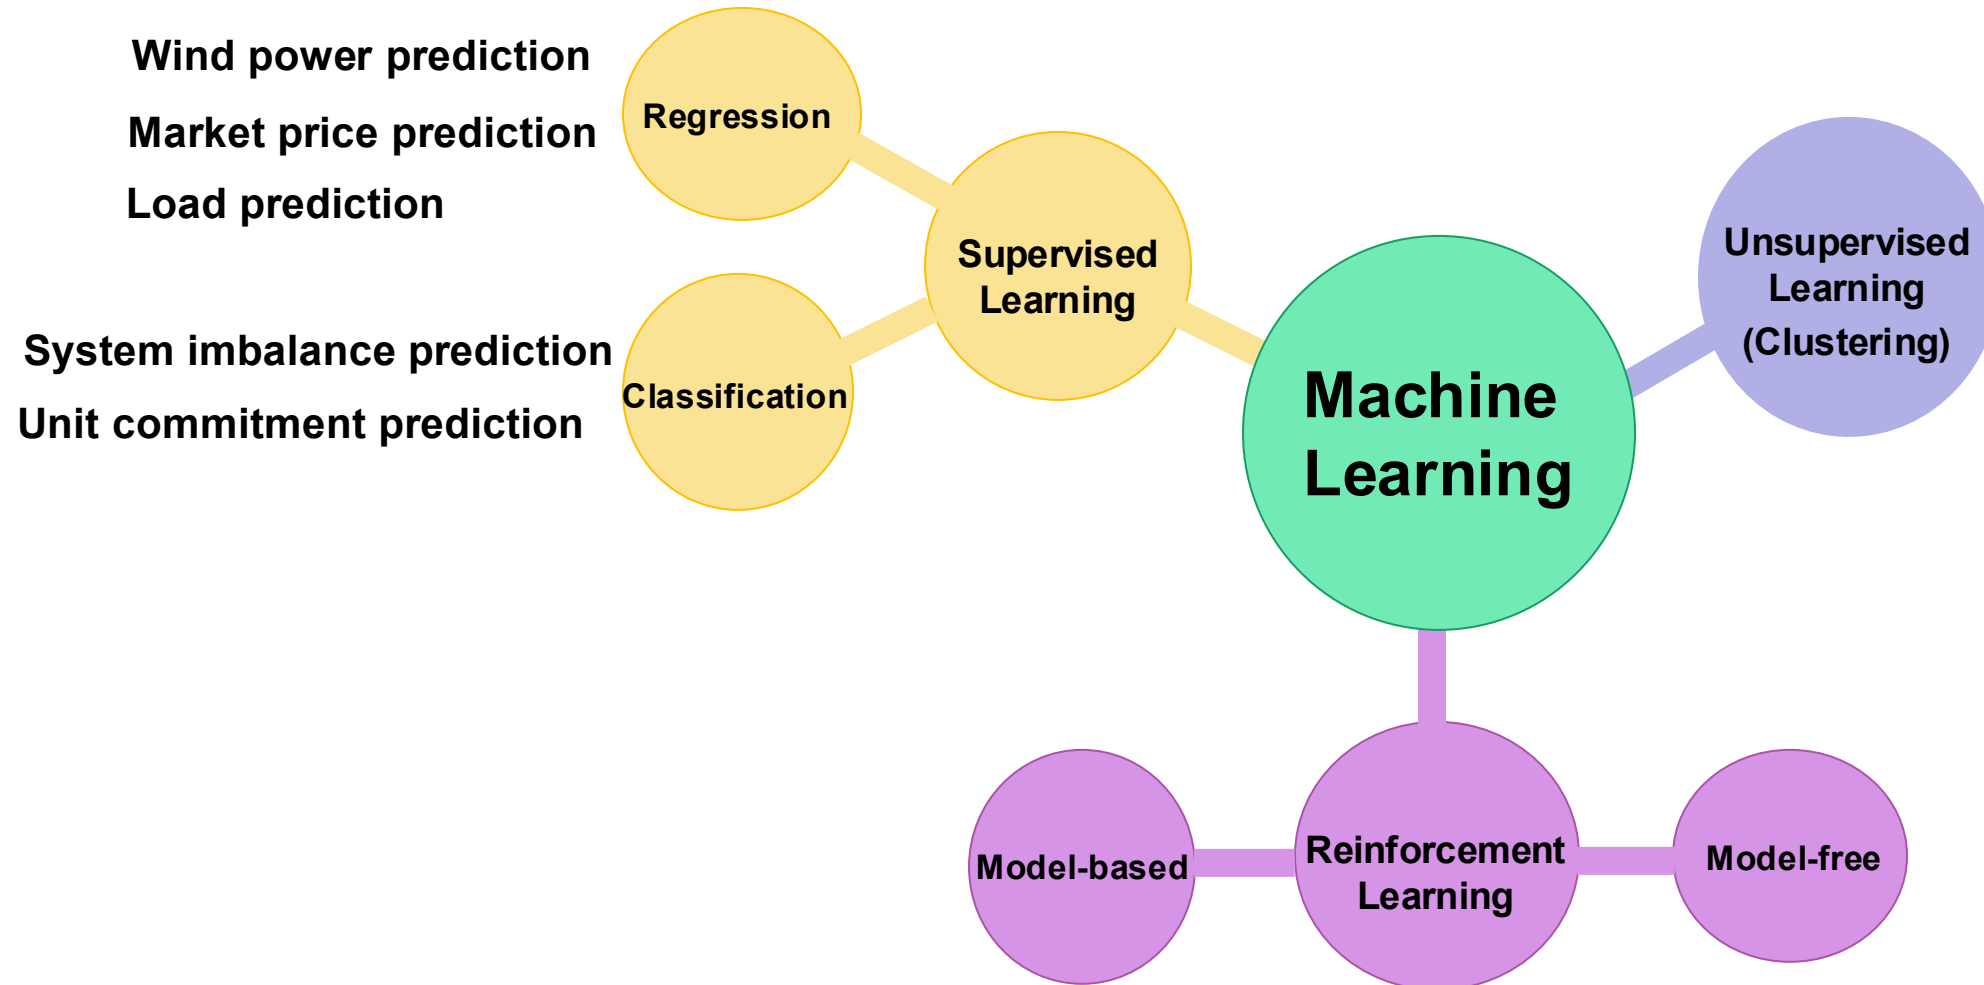 Wind power prediction
Market price prediction
Load prediction
Regression
System imbalance prediction
Unit commitment prediction
Classification
Supervised
Learning
Machine
Learning
Unsupervised
Learning
(Clustering)
Model-based
Reinforcement
Learning
Model-free